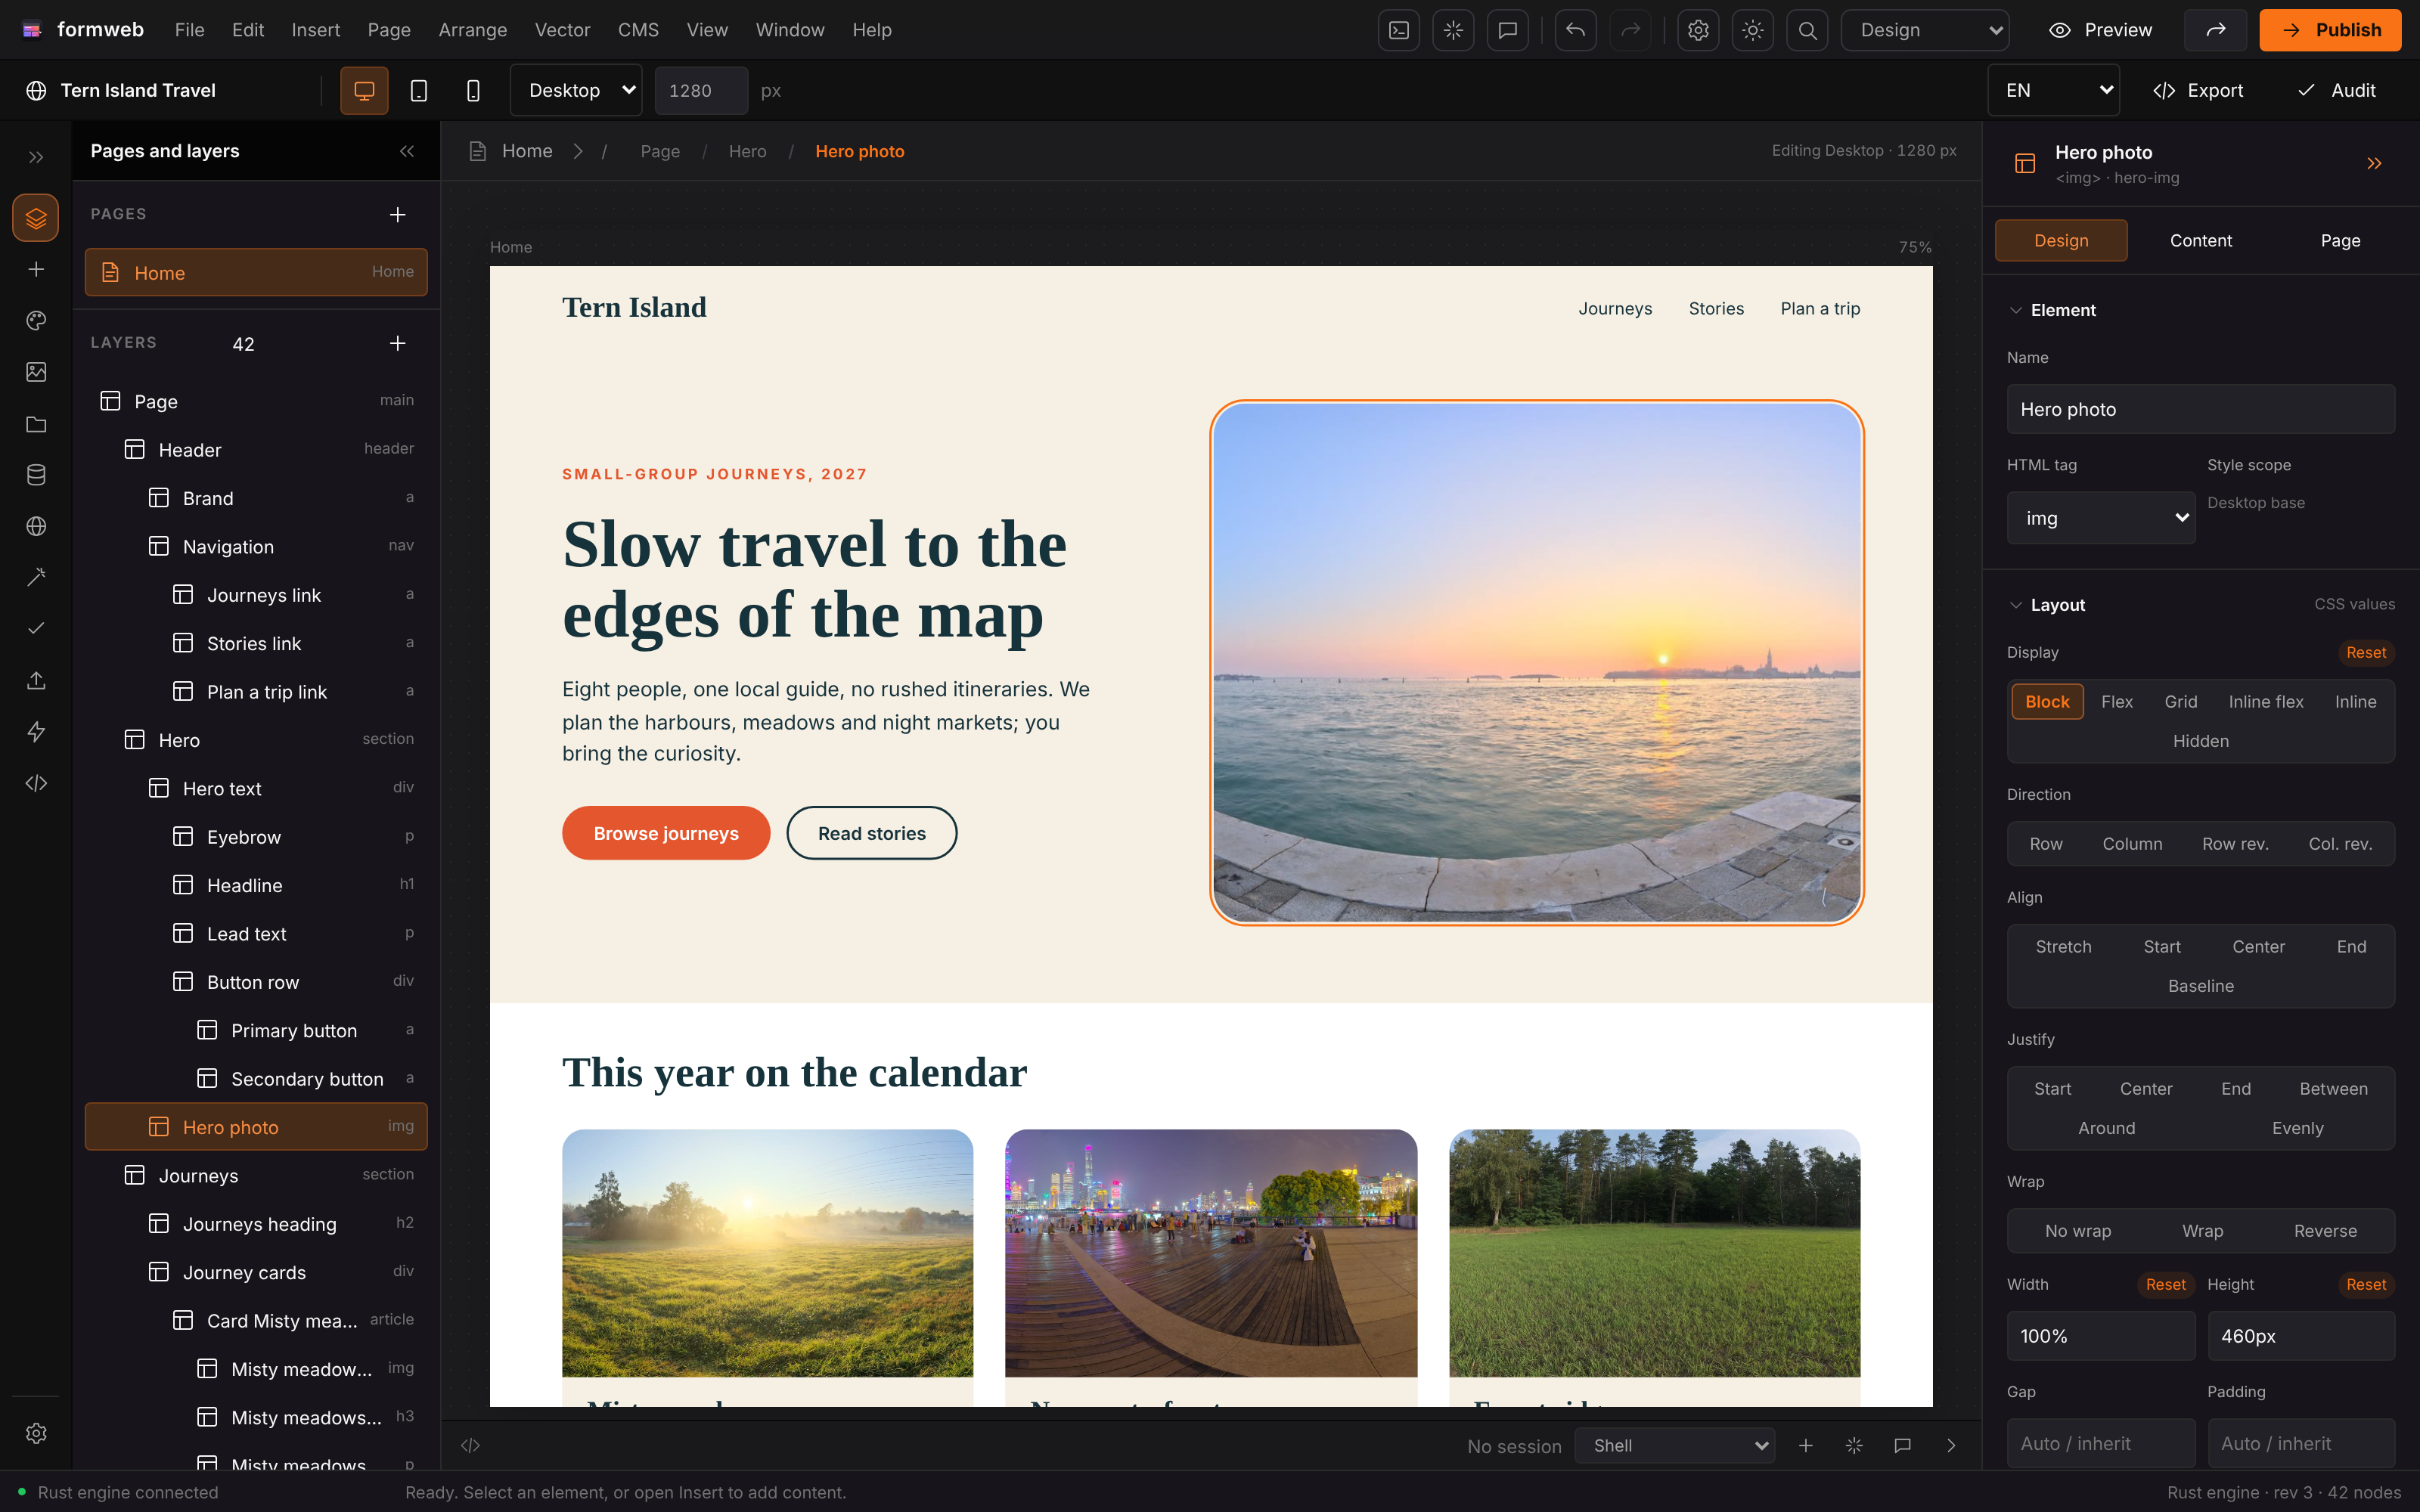 formweb File Edit Insert Page Arrange Vector CMS View Window Help Design Preview Publish
Tern Island Travel Desktop 1280 px EN Export Audit
Pages and layers
PAGES
Home Home
LAYERS 42
Page main
Header header
Brand a
Navigation nav
Journeys link a
Stories link a
Plan a trip link a
Hero section
Hero text div
Eyebrow p
Headline h1
Lead text p
Button row div
Primary button a
Secondary button a
Hero photo img
Journeys section
Journeys heading h2
Journey cards div
Card Misty mea... article
Misty meadow... img
Misty meadows... h3
Misty meadows p
Home / Page / Hero / Hero photo Editing Desktop · 1280 px
Home 75%
Tern Island Journeys Stories Plan a trip
SMALL-GROUP JOURNEYS, 2027
Slow travel to the
edges of the map
Eight people, one local guide, no rushed itineraries. We
plan the harbours, meadows and night markets; you
bring the curiosity.
Browse journeys Read stories
This year on the calendar
No session Shell
Hero photo
<img> · hero-img
Design Content Page
Element
Name
Hero photo
HTML tag Style scope
img Desktop base
Layout CSS values
Display Reset
Block Flex Grid Inline flex Inline
Hidden
Direction
Row Column Row rev. Col. rev.
Align
Stretch Start Center End
Baseline
Justify
Start Center End Between
Around Evenly
Wrap
No wrap Wrap Reverse
Width Reset Height Reset
100% 460px
Gap Padding
Auto / inherit Auto / inherit
Rust engine connected Ready. Select an element, or open Insert to add content. Rust engine · rev 3 · 42 nodes